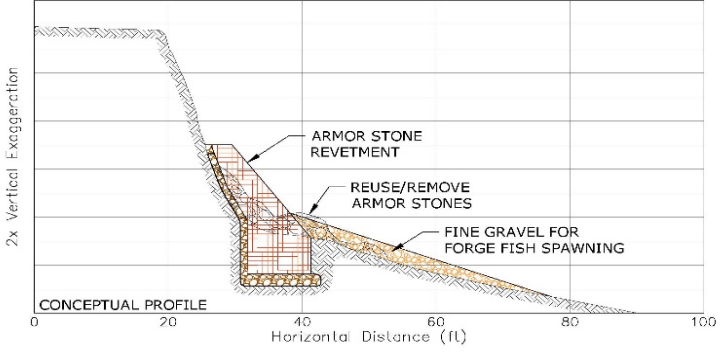 ARMOR STONE
REVETMENT
REUSE/REMOVE
ARMOR STONES
FINE GRAVEL FOR
FORGE FISH SPAWNING
2x Vertical Exaggeration
CONCEPTUAL PROFILE
0 20 40 60 80 100
Horizontal Distance (ft)